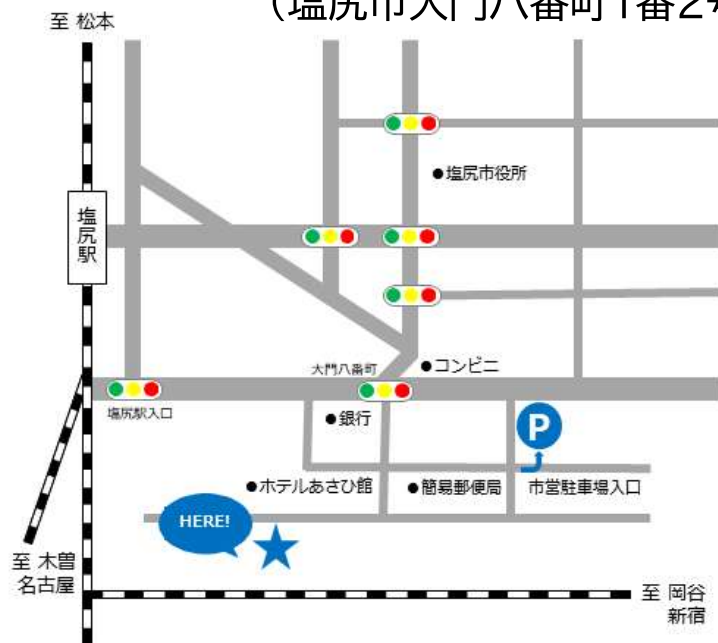 （塩尻市大門八番町1番2号
至 松本
塩尻市役所
塩尻駅
大門八番町
コンビニ
塩尻駅入口
銀行
P
ホテルあさひ館
簡易郵便局
市営駐車場入口
HERE!
至 木曽
名古屋
至 岡谷
新宿